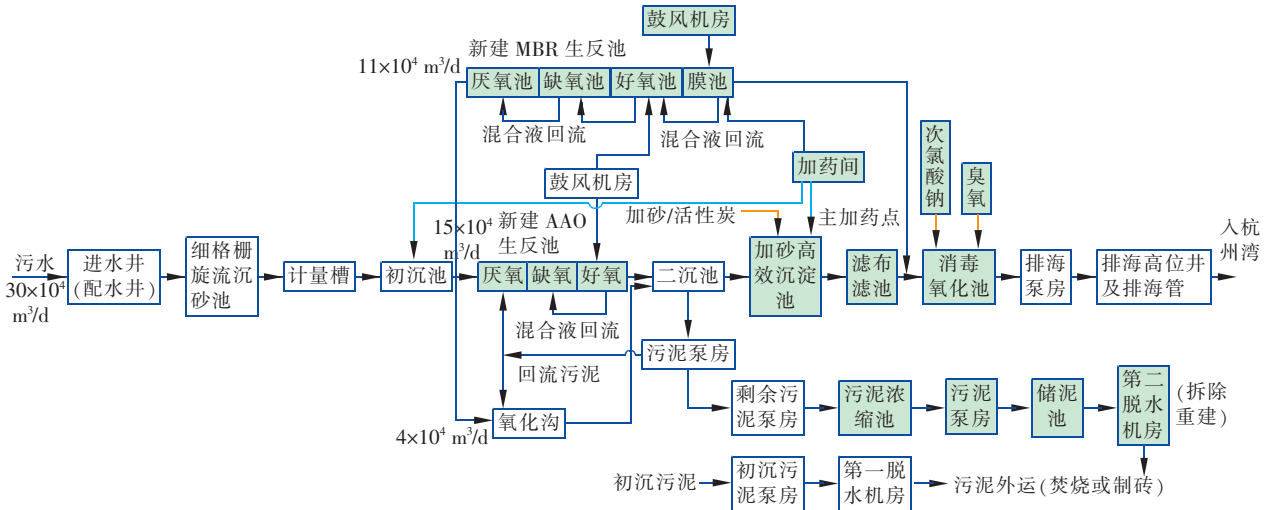 鼓风机房
新建 MBR 生反池
11×10⁴ m³/d
厌氧池 缺氧池 好氧池 膜池
混合液回流
混合液回流
次
氯
酸
钠
臭
氧
加药间
鼓风机房
加砂/活性炭
主加药点
15×10⁴
m³/d
新建 AAO
生反池
污水
30×10⁴
m³/d
进水井
(配水井)
细格栅
旋流沉
砂池
计量槽
初沉池
厌氧 缺氧 好氧
二沉池
加砂高
效沉淀
池
滤布
滤池
消毒
氧化池
排海
泵房
排海高位井
及排海管
入杭
州湾
混合液回流
污泥泵房
回流污泥
4×10⁴ m³/d
氧化沟
剩余污
泥泵房
污泥浓
缩池
污泥
泵房
储泥
池
第二
脱水
机房
(拆除
重建)
初沉污泥
初沉污
泥泵房
第一脱
水机房
污泥外运(焚烧或制砖)